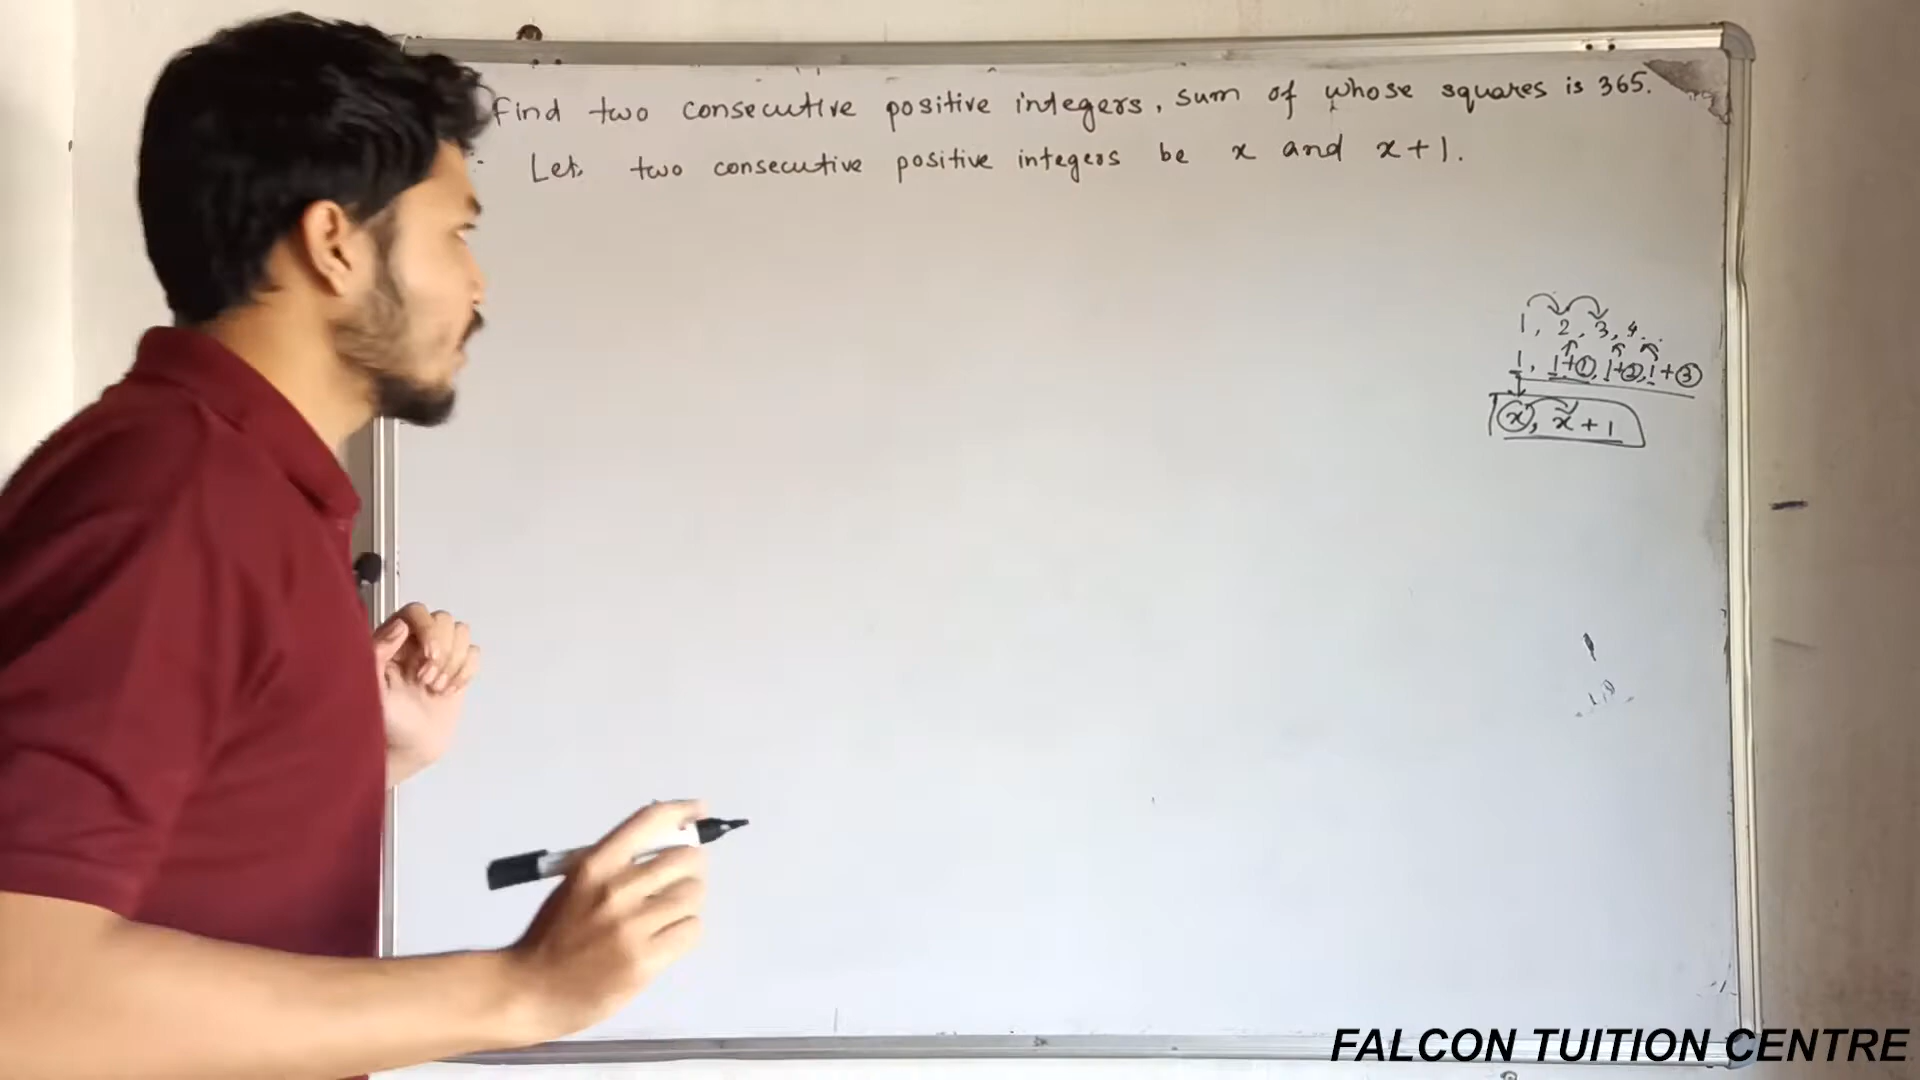 Find two consecutive positive integers, sum of whose squares is 365.
Let, two consecutive positive integers be x and x+1.
1, 2, 3, 4...
1, 1+1, 1+2, 1+3
x, x+1
FALCON TUITION CENTRE